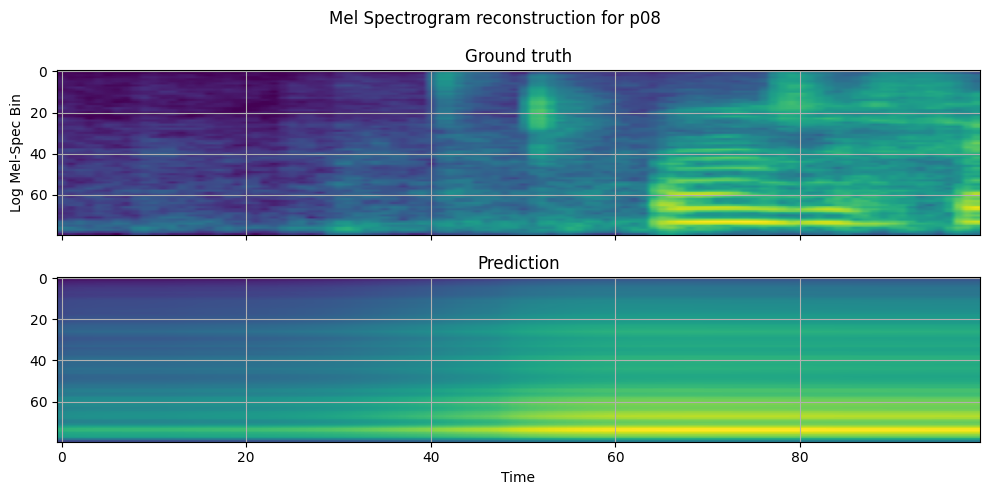 Mel Spectrogram reconstruction for p08
Ground truth
0
20
40
60
Log Mel-Spec Bin
Prediction
0
20
40
60
0 20 40 60 80
Time